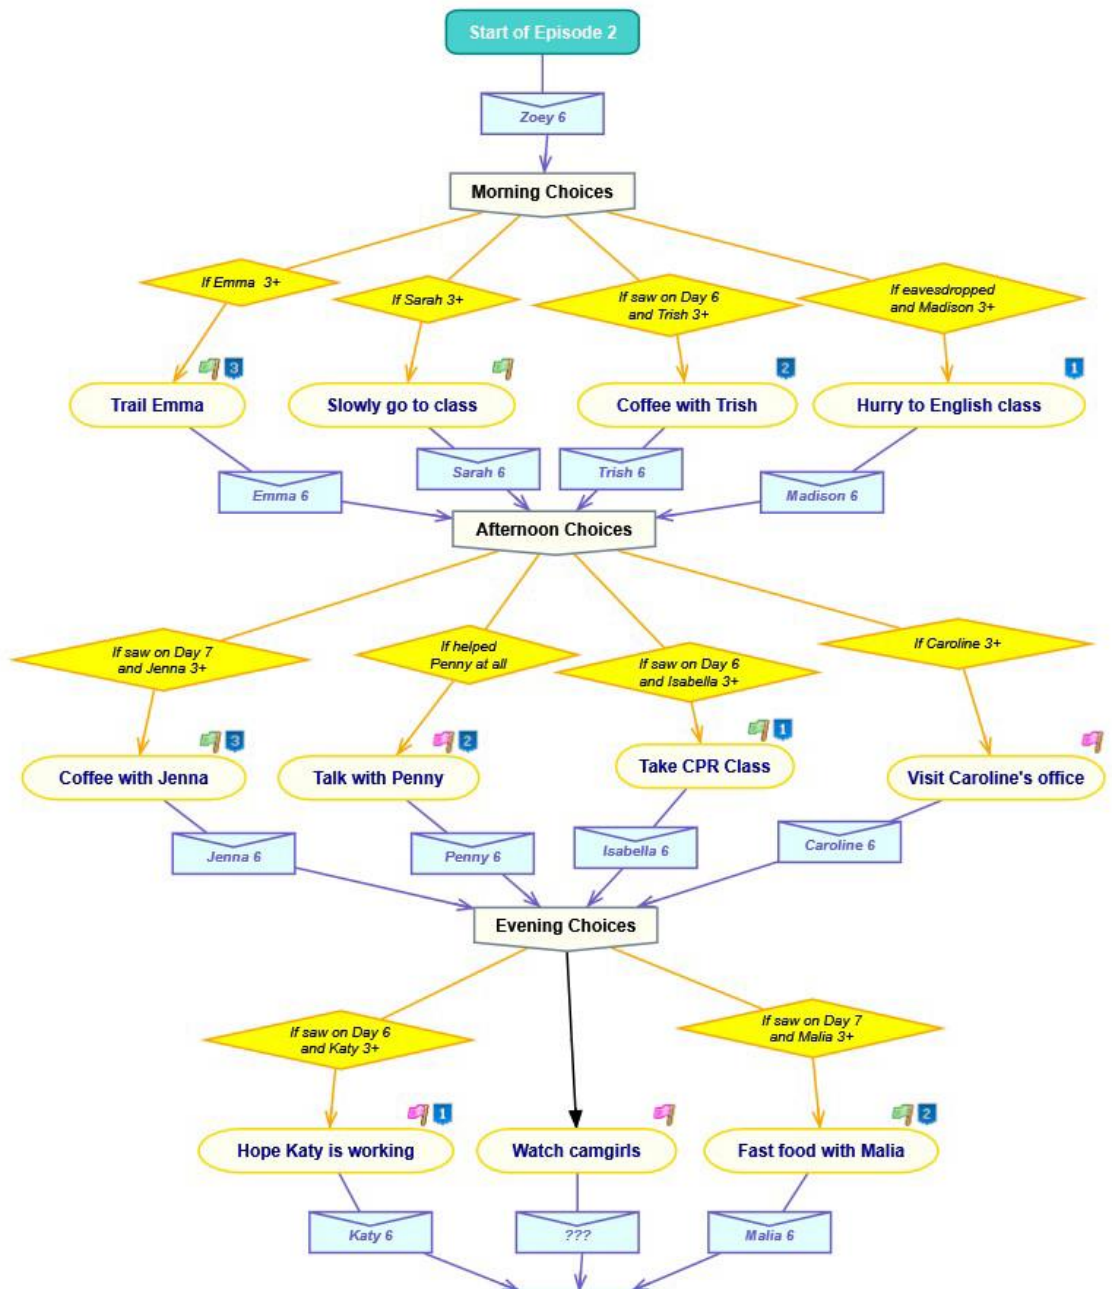 Start of Episode 2
Zoey 6
Morning Choices
If Emma 3+
If Sarah 3+
If saw on Day 6
and Trish 3+
If eavesdropped
and Madison 3+
3
2
1
Trail Emma
Slowly go to class
Coffee with Trish
Hurry to English class
Emma 6
Sarah 6
Trish 6
Madison 6
Afternoon Choices
If saw on Day 7
and Jenna 3+
If helped
Penny at all
If saw on Day 6
and Isabella 3+
If Caroline 3+
3
2
1
Coffee with Jenna
Talk with Penny
Take CPR Class
Visit Caroline's office
Jenna 6
Penny 6
Isabella 6
Caroline 6
Evening Choices
If saw on Day 6
and Katy 3+
If saw on Day 7
and Malia 3+
1
2
Hope Katy is working
Watch camgirls
Fast food with Malia
Katy 6
???
Malia 6